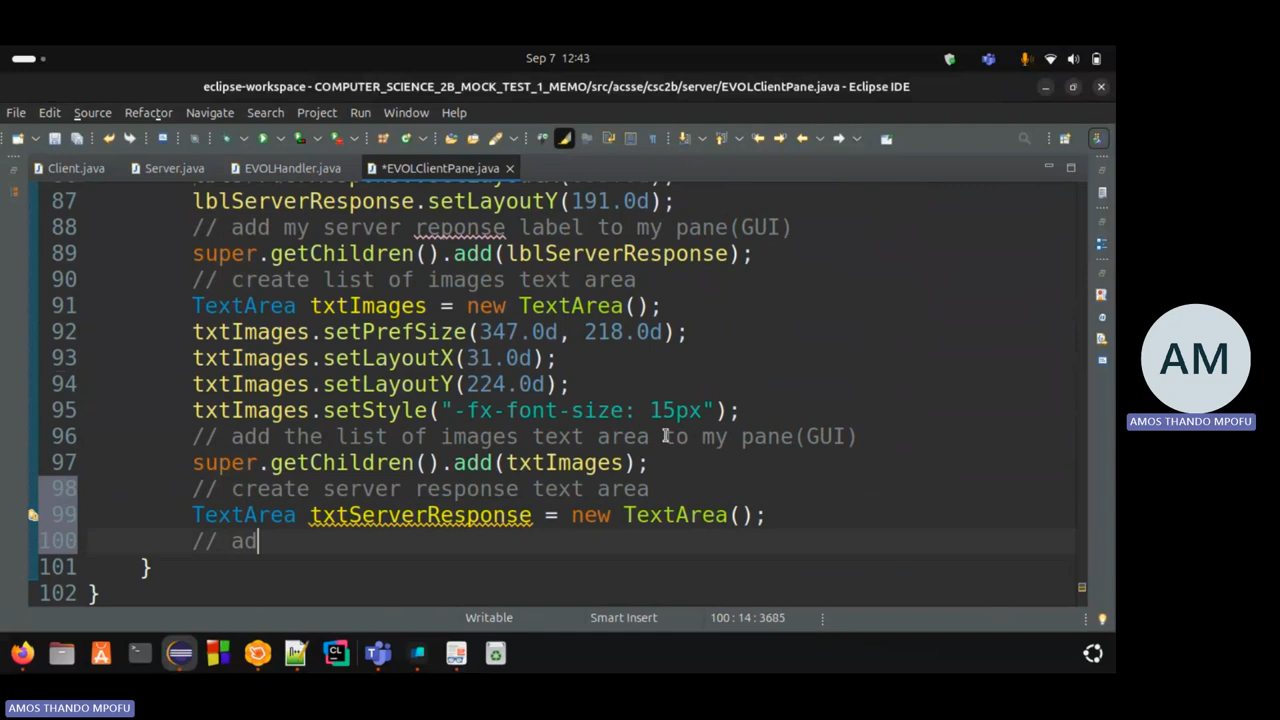 Sep 7 12:43
eclipse-workspace - COMPUTER_SCIENCE_2B_MOCK_TEST_1_MEMO/src/acsse/csc2b/server/EVOLClientPane.java - Eclipse IDE
File Edit Source Refactor Navigate Search Project Run Window Help
Client.java Server.java EVOLHandler.java *EVOLClientPane.java
87 lblServerResponse.setLayoutY(191.0d);
88 // add my server reponse label to my pane(GUI)
89 super.getChildren().add(lblServerResponse);
90 // create list of images text area
91 TextArea txtImages = new TextArea();
92 txtImages.setPrefSize(347.0d, 218.0d);
93 txtImages.setLayoutX(31.0d);
94 txtImages.setLayoutY(224.0d);
95 txtImages.setStyle("-fx-font-size: 15px");
96 // add the list of images text area to my pane(GUI)
97 super.getChildren().add(txtImages);
98 // create server response text area
99 TextArea txtServerResponse = new TextArea();
100 // ad
101 }
102 }
Writable Smart Insert 100 : 14 : 3685
AM
AMOS THANDO MPOFU
AMOS THANDO MPOFU